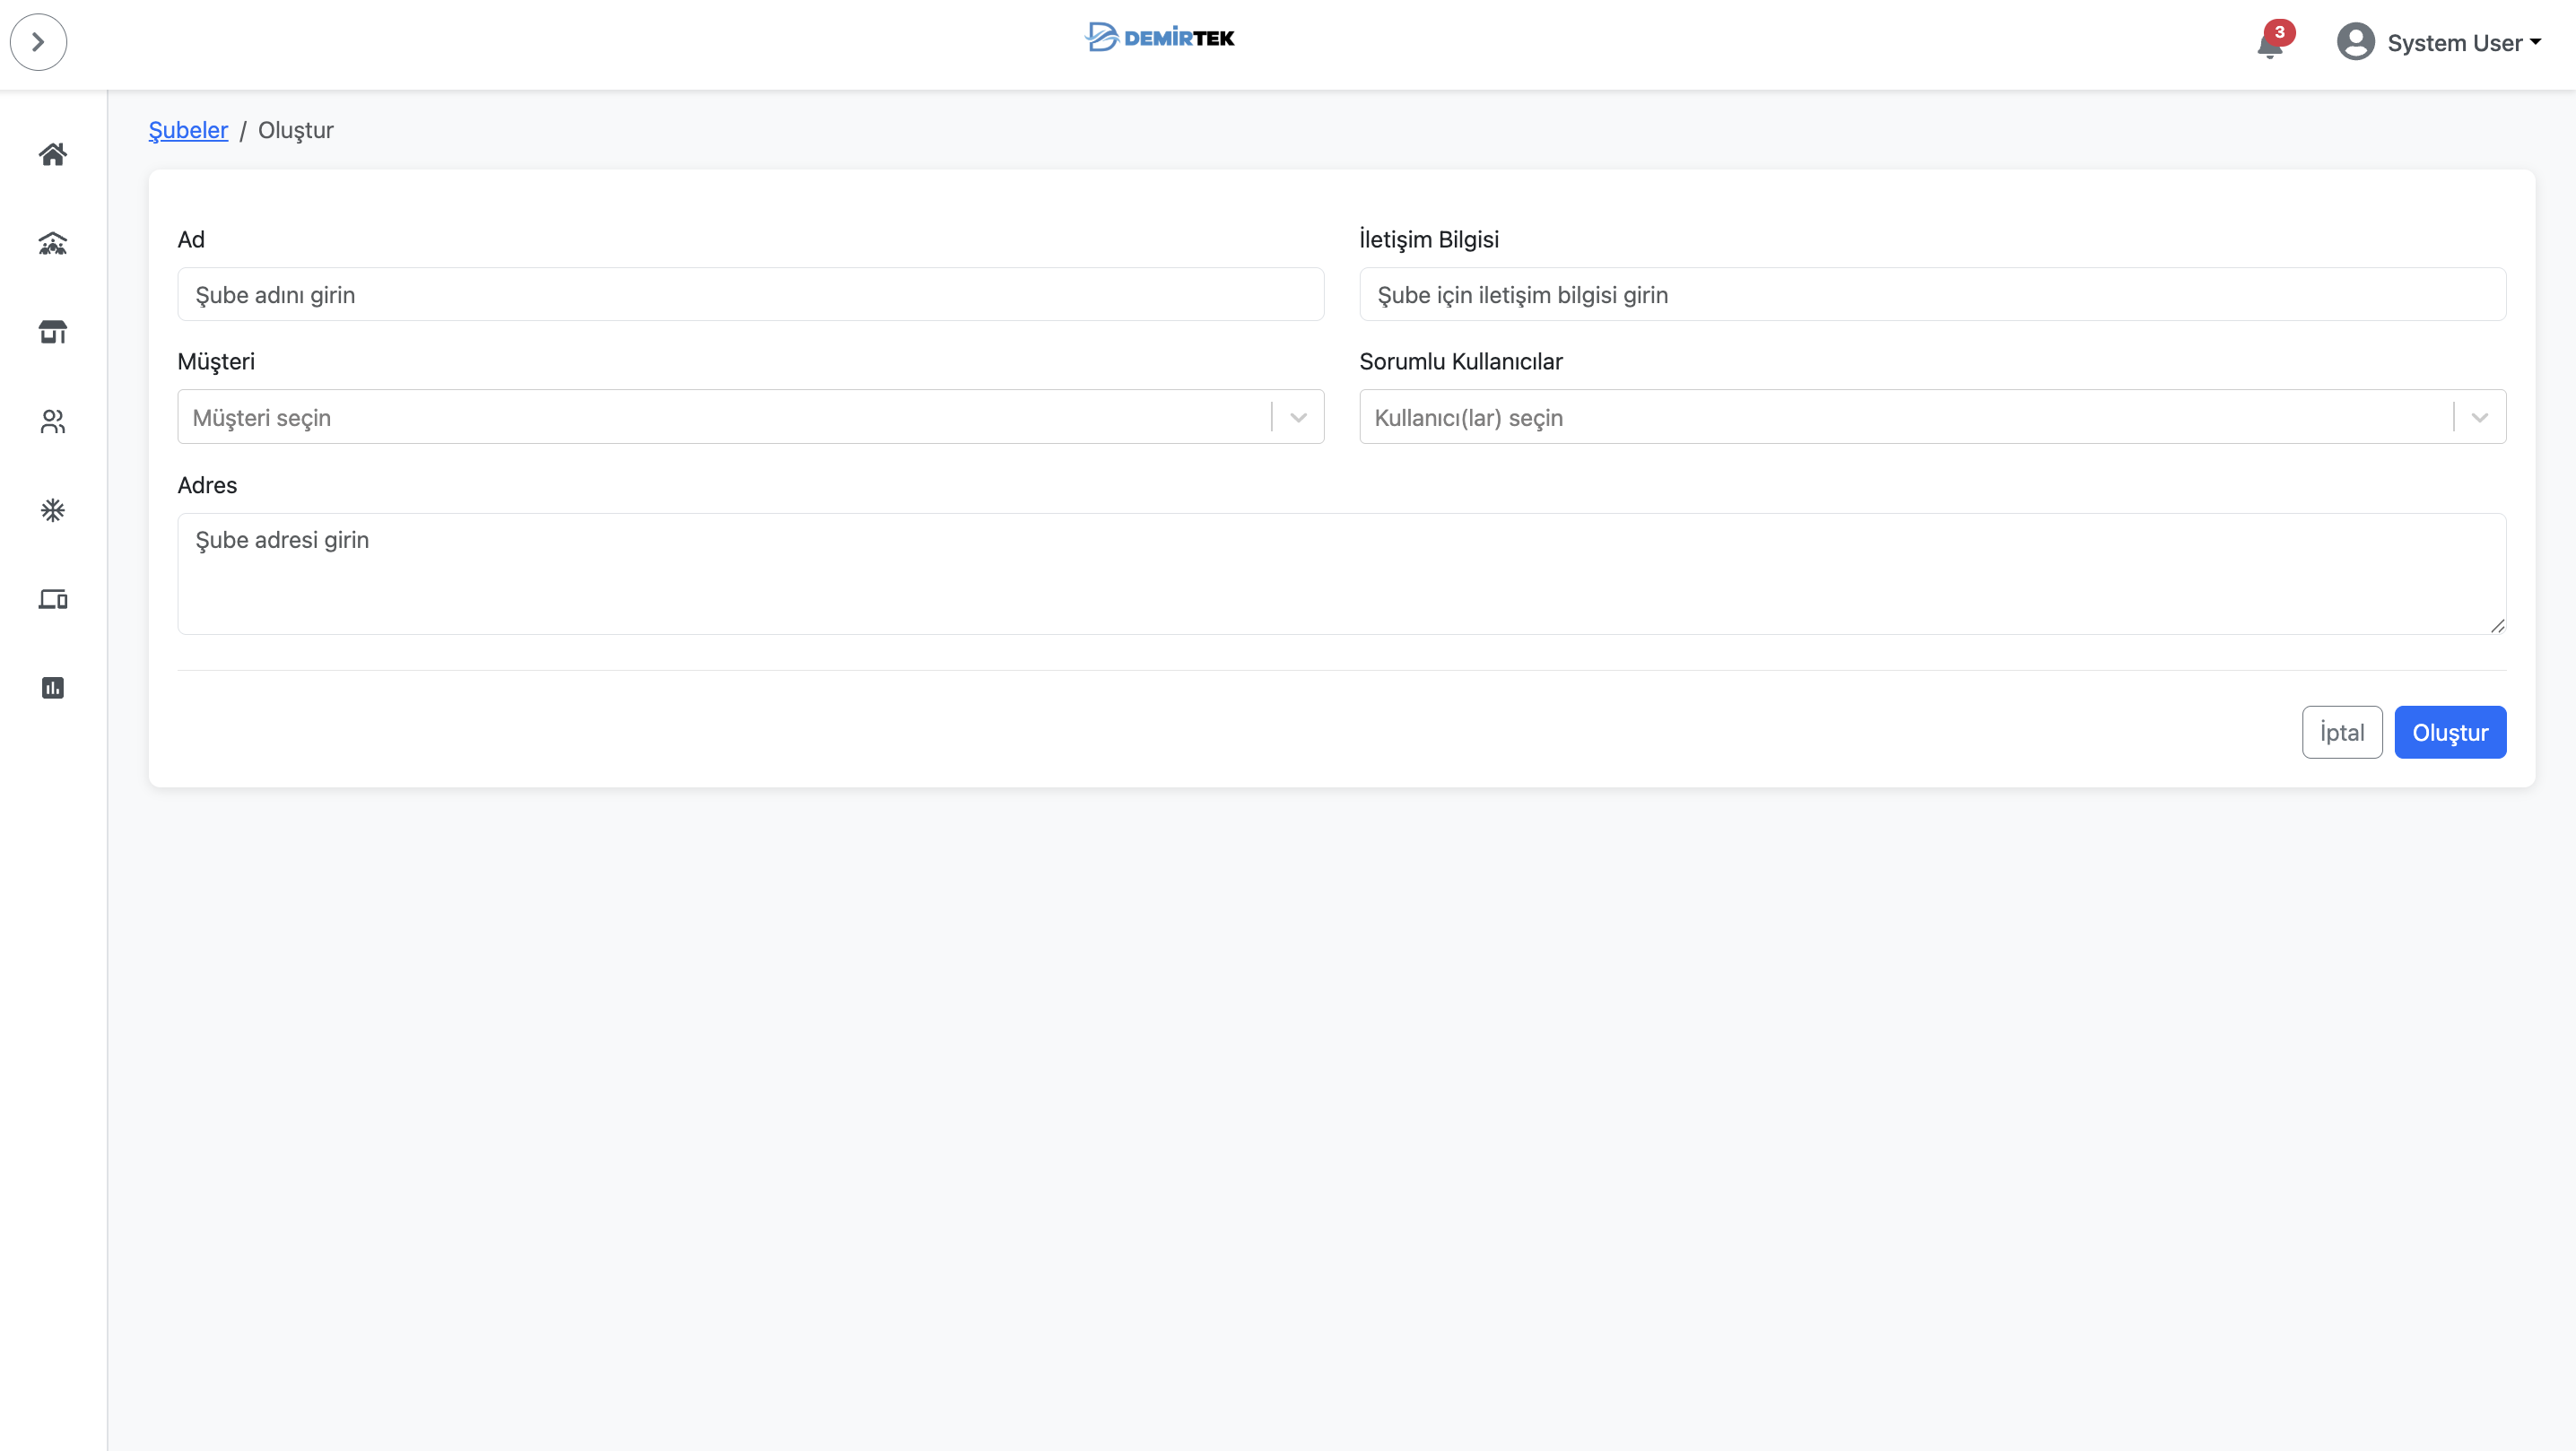 DEMİRTEK
3
System User
Şubeler / Oluştur
Ad
İletişim Bilgisi
Şube adını girin
Şube için iletişim bilgisi girin
Müşteri
Sorumlu Kullanıcılar
Müşteri seçin
Kullanıcı(lar) seçin
Adres
Şube adresi girin
İptal
Oluştur